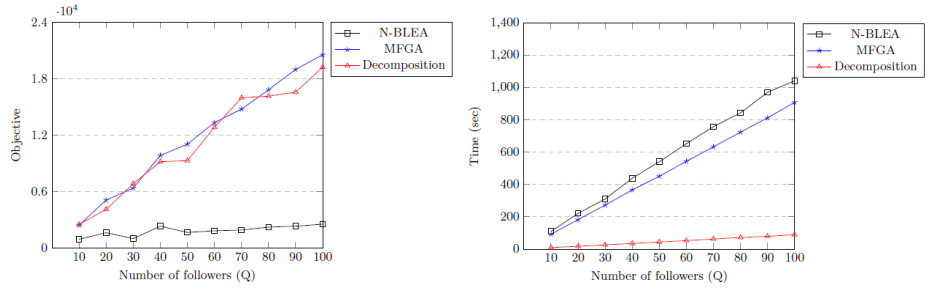 ·10⁴
2.4
1.8
1.2
0.6
0
10 20 30 40 50 60 70 80 90 100
Number of followers (Q)
Objective
N-BLEA
MFGA
Decomposition
1,400
1,200
1,000
800
600
400
200
0
10 20 30 40 50 60 70 80 90 100
Number of followers (Q)
Time (sec)
N-BLEA
MFGA
Decomposition